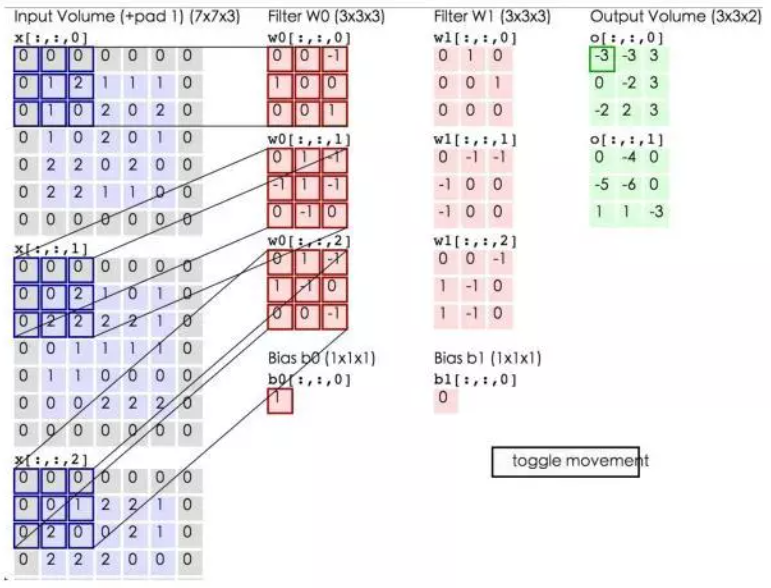 Input Volume (+pad 1) (7x7x3) Filter W0 (3x3x3) Filter W1 (3x3x3) Output Volume (3x3x2)
x[:,:,0] w0[:,:,0] w1[:,:,0] o[:,:,0]
0 0 0 0 0 0 0 0 0 -1 0 1 0 -3 -3 3
0 1 2 1 1 1 0 1 0 0 0 0 1 0 -2 3
0 1 0 2 0 2 0 0 0 1 0 0 0 -2 2 3
0 1 0 2 0 1 0 w0[:,:,1] w1[:,:,1] o[:,:,1]
0 2 2 0 2 0 0 0 1 -1 0 -1 -1 0 -4 0
0 2 2 1 1 0 0 -1 1 -1 -1 0 0 -5 -6 0
0 0 0 0 0 0 0 0 -1 0 -1 0 0 1 1 -3
x[:,:,1] w0[:,:,2] w1[:,:,2]
0 0 0 0 0 0 0 0 1 -1 0 0 -1
0 0 2 1 0 1 0 1 -1 0 1 -1 0
0 2 2 2 2 1 0 0 0 -1 1 -1 0
0 0 1 1 1 1 0 Bias b0 (1x1x1) Bias b1 (1x1x1)
0 1 1 0 0 0 0 b0[:,:,0] b1[:,:,0]
0 0 0 2 2 2 0 1 0
0 0 0 0 0 0 0
x[:,:,2] toggle movement
0 0 0 0 0 0 0
0 0 1 2 2 1 0
0 2 0 0 2 1 0
0 2 2 2 0 0 0